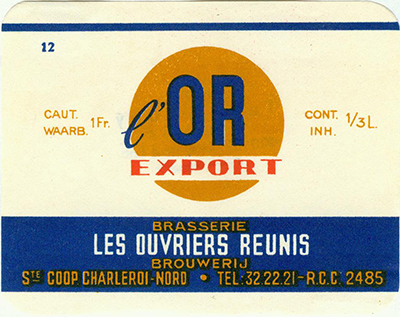 12
CAUT. WAARB. 1 Fr.
l'OR
CONT. INH. 1/3 L.
EXPORT
BRASSERIE
LES OUVRIERS REUNIS
BROUWERIJ
STE COOP. CHARLEROI-NORD • TEL: 32.22.21 - R.C.C. 2485